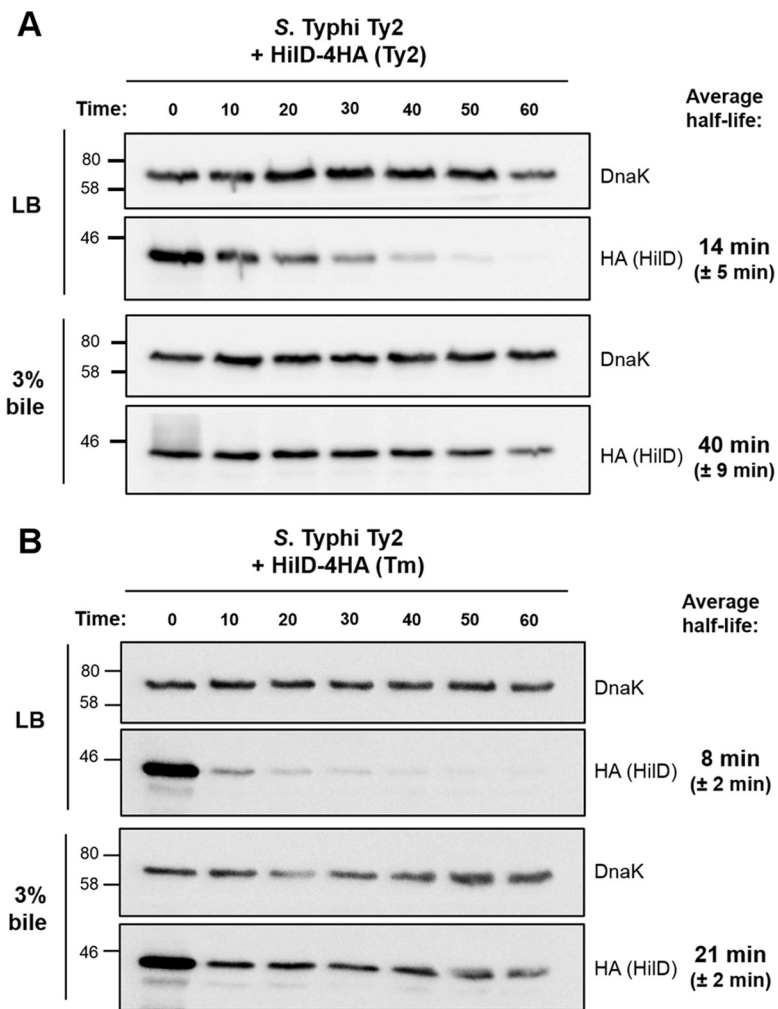 A
S. Typhi Ty2
+ HilD-4HA (Ty2)
Time: 0 10 20 30 40 50 60
Average
half-life:
LB
80
58
DnaK
46
HA (HilD)
14 min
(± 5 min)
3%
bile
80
58
DnaK
46
HA (HilD)
40 min
(± 9 min)
B
S. Typhi Ty2
+ HilD-4HA (Tm)
Time: 0 10 20 30 40 50 60
Average
half-life:
LB
80
58
DnaK
46
HA (HilD)
8 min
(± 2 min)
3%
bile
80
58
DnaK
46
HA (HilD)
21 min
(± 2 min)